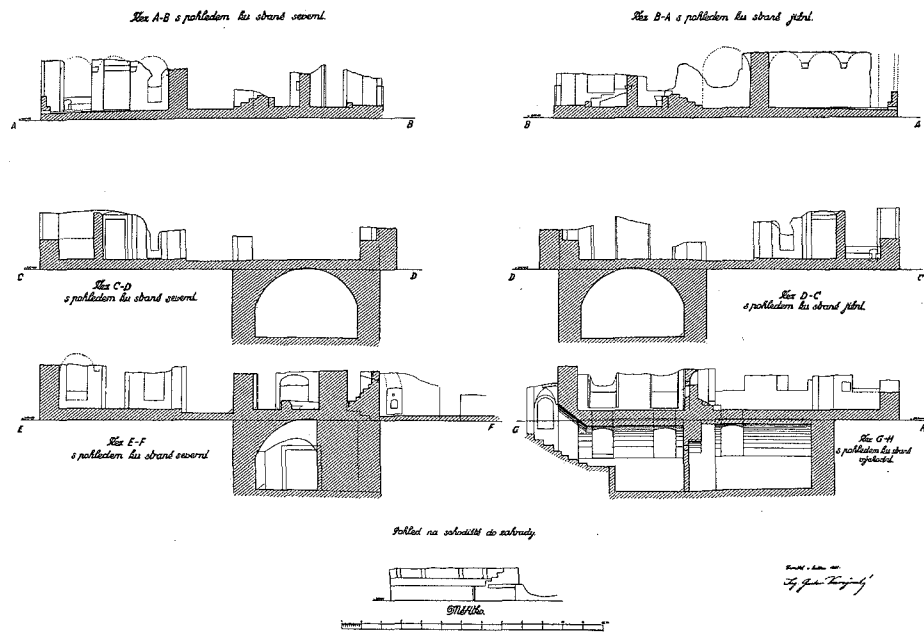 Řez A-B s pohledem ku straně severní.
Řez B-A s pohledem ku straně jižní.
A
B
B
A
C
D
D
C
Řez C-D
s pohledem ku straně severní.
Řez D-C
s pohledem ku straně jižní.
E
F
G
H
Řez E-F
s pohledem ku straně severní
Řez G-H
s pohledem ku straně
východní
Pohled na schodiště do zahrady.
Měřítko.